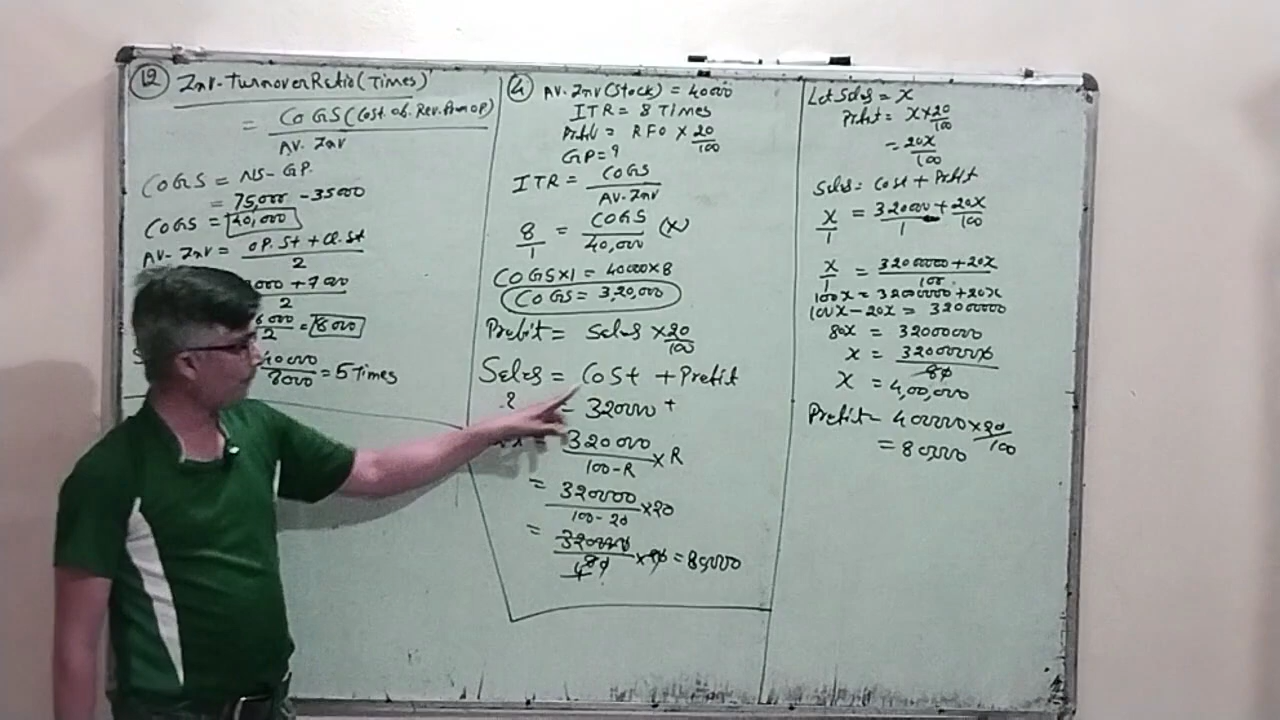 12 Inv. Turnover Ratio (Times)
= COGS (Cost. ob. Rev. from OP)
AV. Inv
COGS = NS - GP.
= 75,000 - 35000
COGS = 40,000
AV- Inv = OP. St + Cl. St
2
000 + 7000
2
6000
2 = 8000
40000
8000 = 5 Times
4 AV. Inv (Stock) = 40000
ITR = 8 Times
Profit = RFO × 20
100
GP = ?
ITR = COGS
AV-Inv
8 = COGS (x)
1 40,000
COGS×1 = 40000×8
COGS = 3,20,000
Profit = Sales × 20
100
Sales = Cost + Profit
? = 320000 +
= 320000 × R
100-R
= 320000 ×20
100-20
= 320000
80 ×20 = 80,000
4
Let Sales = x
Profit = x × 20
100
= 20x
100
Sales = Cost + Profit
x = 320000 + 20x
1 1 100
x = 32000000+20x
1 100
100x = 32000000+20x
100x-20x = 32000000
80x = 32000000
x = 32000000
80
x = 4,00,000
Profit = 400000×20
100
= 80,000